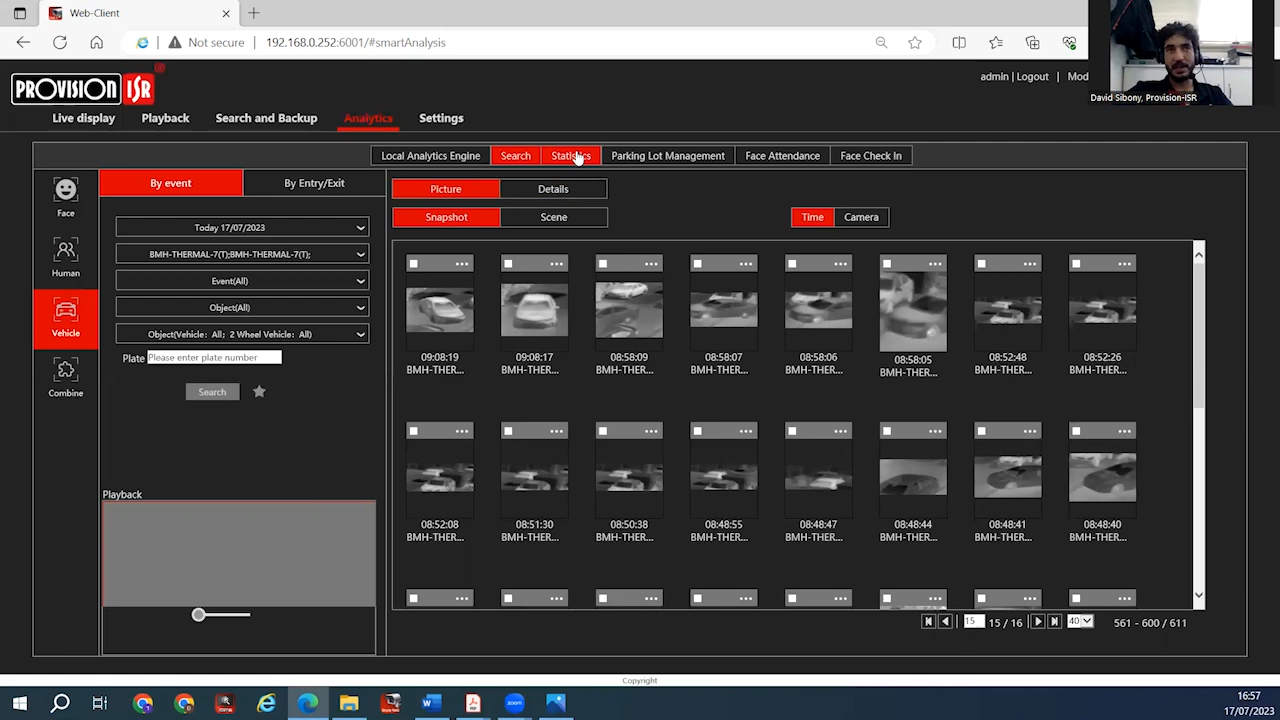 Web-Client
Not secure
192.168.0.252:6001/#smartAnalysis
PROVISION ISR
admin | Logout | Mod
David Sibony, Provision-ISR
Live display
Playback
Search and Backup
Analytics
Settings
Local Analytics Engine
Search
Statistics
Parking Lot Management
Face Attendance
Face Check In
Face
Human
Vehicle
Combine
By event
By Entry/Exit
Today 17/07/2023
BMH-THERMAL-7(T);BMH-THERMAL-7(T);
Event(All)
Object(All)
Object(Vehicle: All; 2 Wheel Vehicle: All)
Plate Please enter plate number
Search
Playback
Picture
Details
Snapshot
Scene
Time
Camera
09:08:19 09:08:17 08:58:09 08:58:07 08:58:06 08:58:05 08:52:48 08:52:26
BMH-THER... BMH-THER... BMH-THER... BMH-THER... BMH-THER... BMH-THER... BMH-THER... BMH-THER...
08:52:08 08:51:30 08:50:38 08:48:55 08:48:47 08:48:44 08:48:41 08:48:40
BMH-THER... BMH-THER... BMH-THER... BMH-THER... BMH-THER... BMH-THER... BMH-THER... BMH-THER...
15 15 / 16 40 561 - 600 / 611
Copyright
zoom
16:57
17/07/2023